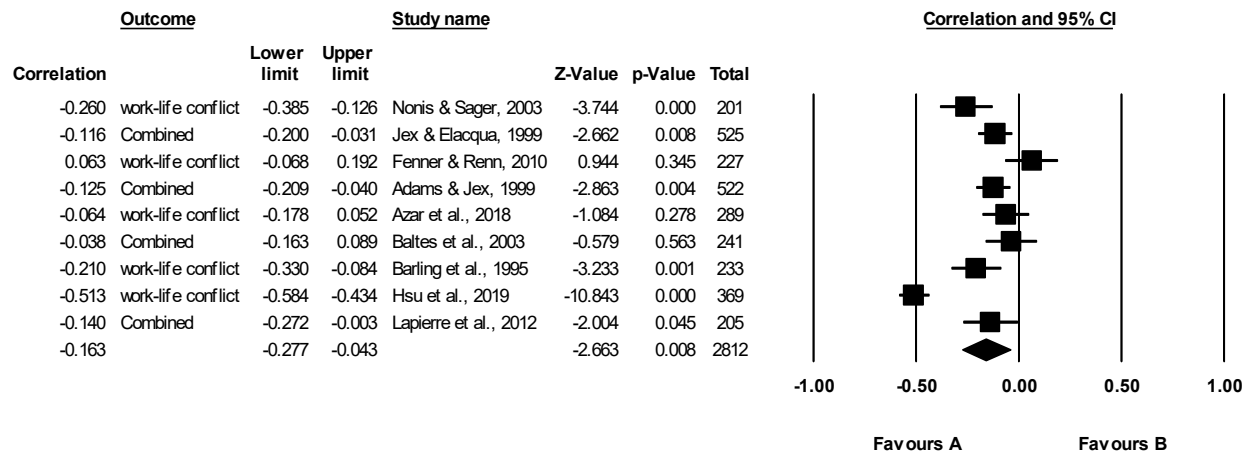 Outcome Study name Correlation and 95% CI
Lower Upper
Correlation limit limit Z-Value p-Value Total
-0.260 work-life conflict -0.385 -0.126 Nonis & Sager, 2003 -3.744 0.000 201
-0.116 Combined -0.200 -0.031 Jex & Elacqua, 1999 -2.662 0.008 525
0.063 work-life conflict -0.068 0.192 Fenner & Renn, 2010 0.944 0.345 227
-0.125 Combined -0.209 -0.040 Adams & Jex, 1999 -2.863 0.004 522
-0.064 work-life conflict -0.178 0.052 Azar et al., 2018 -1.084 0.278 289
-0.038 Combined -0.163 0.089 Baltes et al. 2003 -0.579 0.563 241
-0.210 work-life conflict -0.330 -0.084 Barling et al. 1995 -3.233 0.001 233
-0.513 work-life conflict -0.584 -0.434 Hsu et al., 2019 -10.843 0.000 369
-0.140 Combined -0.272 -0.003 Lapierre et al., 2012 -2.004 0.045 205
-0.163 -0.277 -0.043 -2.663 0.008 2812
-1.00 -0.50 0.00 0.50 1.00
Favours A Favours B